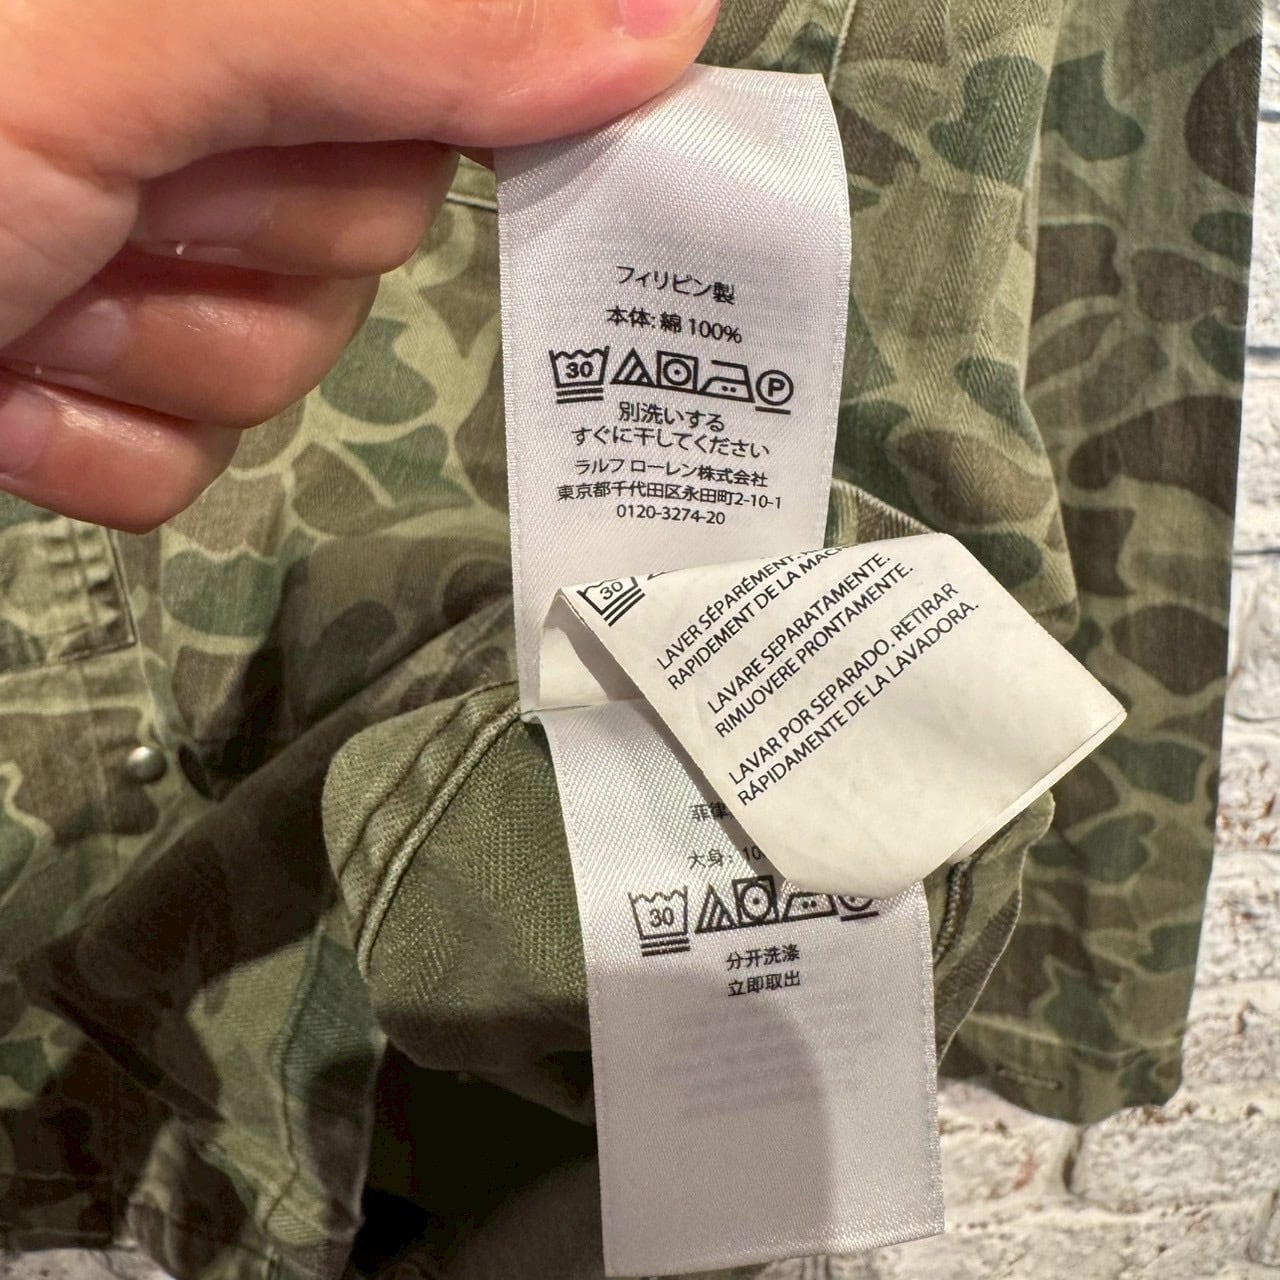 フィリピン製
本体: 綿 100%
30
P
別洗いする
すぐに干してください
ラルフ ローレン株式会社
東京都千代田区永田町2-10-1
0120-3274-20
30
LAVER SÉPARÉMENT.
RAPIDEMENT DE LA
LAVARE SEPARATAMENTE.
RIMUOVERE PRONTAMENTE.
LAVAR POR SEPARADO. RETIRAR
RÁPIDAMENTE DE LA LAVADORA.
大身:
30
分开洗涤
立即取出